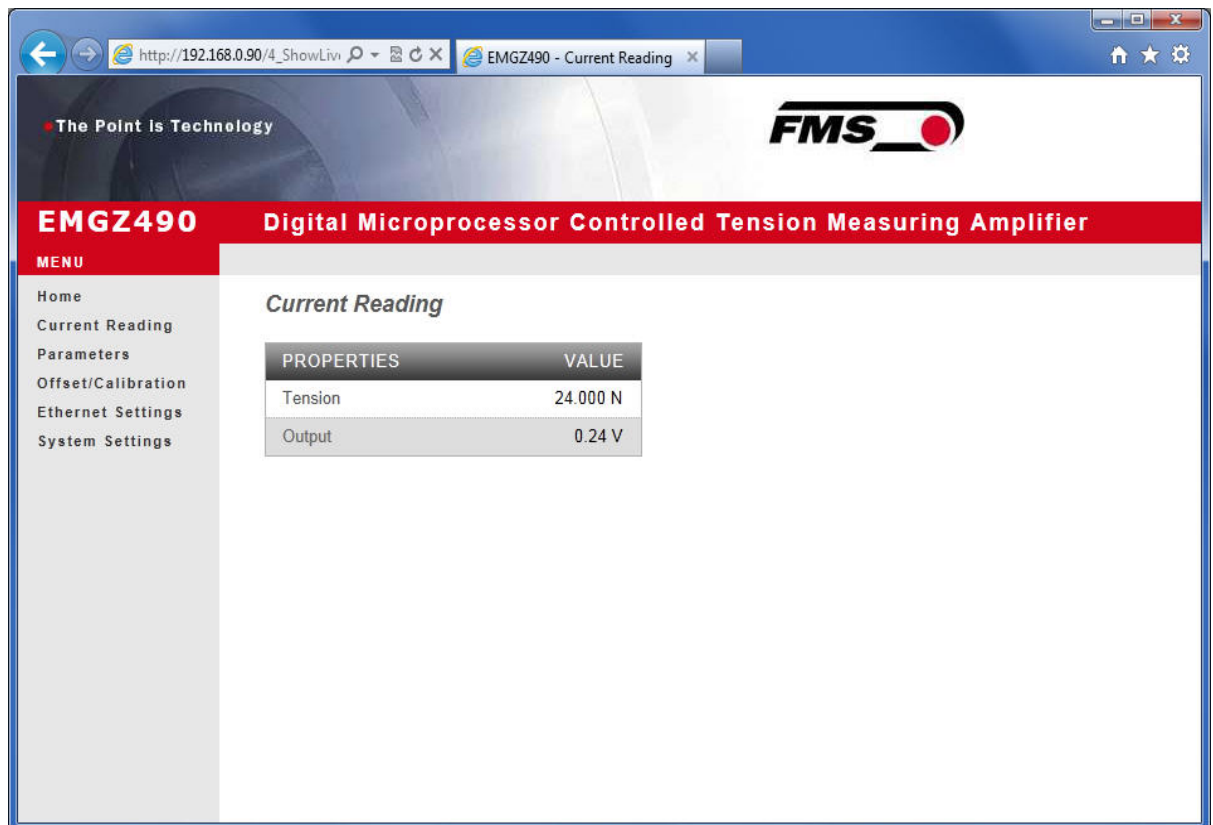 http://192.168.0.90/4_ShowLiv
EMGZ490 - Current Reading
The Point is Technology
FMS
EMGZ490
Digital Microprocessor Controlled Tension Measuring Amplifier
MENU
Home
Current Reading
Parameters
Offset/Calibration
Ethernet Settings
System Settings
Current Reading
PROPERTIES VALUE
Tension 24.000 N
Output 0.24 V